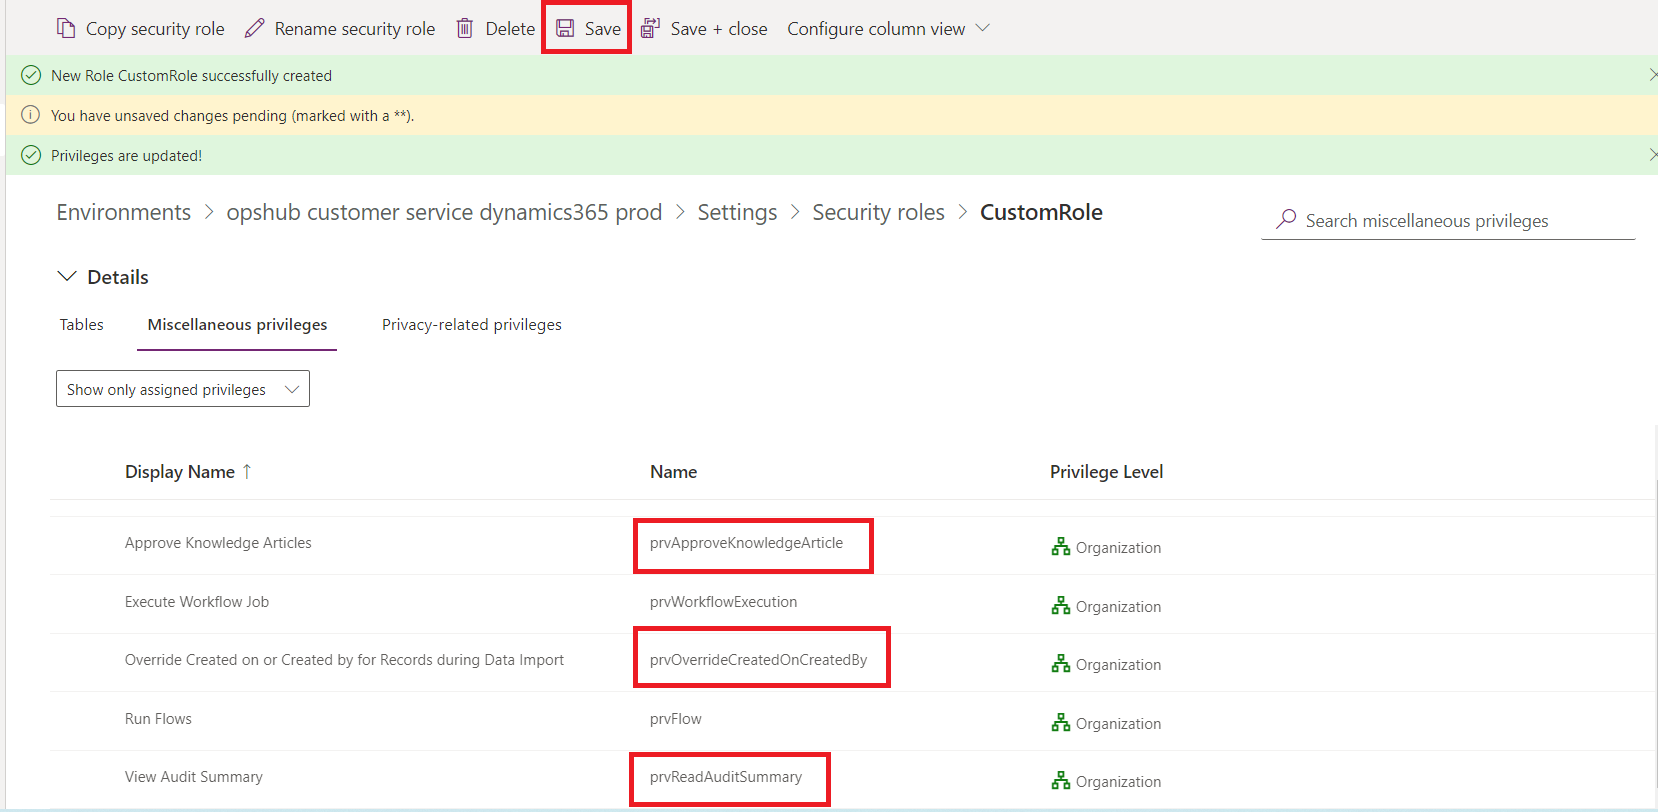 Copy security role Rename security role Delete Save Save + close Configure column view
New Role CustomRole successfully created
You have unsaved changes pending (marked with a **).
Privileges are updated!
Environments > opshub customer service dynamics365 prod > Settings > Security roles > CustomRole
Search miscellaneous privileges
Details
Tables Miscellaneous privileges Privacy-related privileges
Show only assigned privileges
Display Name ↑ Name Privilege Level
Approve Knowledge Articles prvApproveKnowledgeArticle Organization
Execute Workflow Job prvWorkflowExecution Organization
Override Created on or Created by for Records during Data Import prvOverrideCreatedOnCreatedBy Organization
Run Flows prvFlow Organization
View Audit Summary prvReadAuditSummary Organization